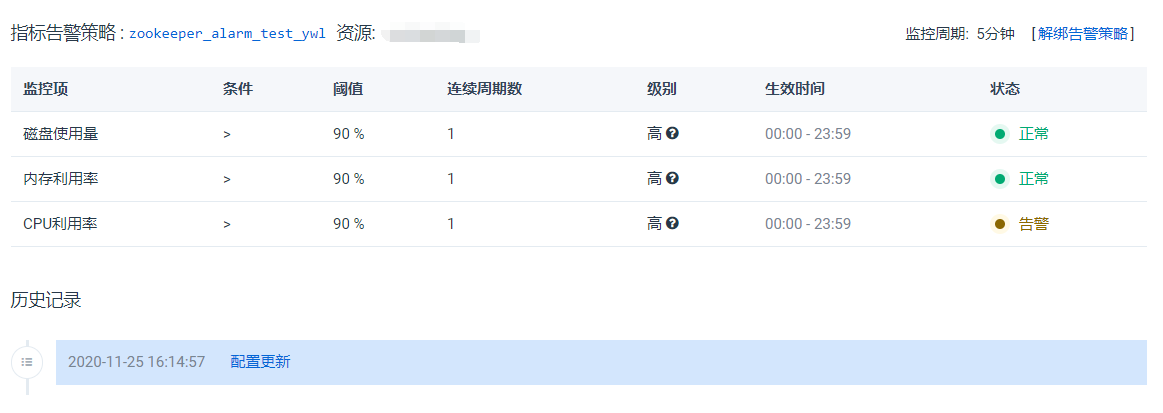 指标告警策略 : zookeeper_alarm_test_ywl 资源: 监控周期: 5分钟 [解绑告警策略]
监控项 条件 阈值 连续周期数 级别 生效时间 状态
磁盘使用量 > 90 % 1 高 ? 00:00 - 23:59 正常
内存利用率 > 90 % 1 高 ? 00:00 - 23:59 正常
CPU利用率 > 90 % 1 高 ? 00:00 - 23:59 告警
历史记录
2020-11-25 16:14:57 配置更新